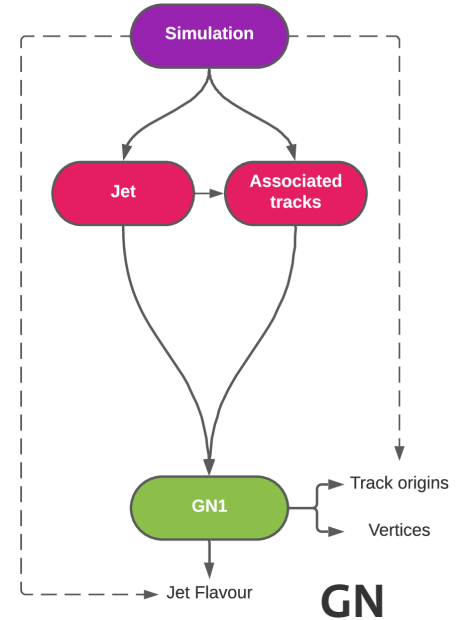 Simulation
Jet
Associated
tracks
GN1
Track origins
Vertices
Jet Flavour
GN